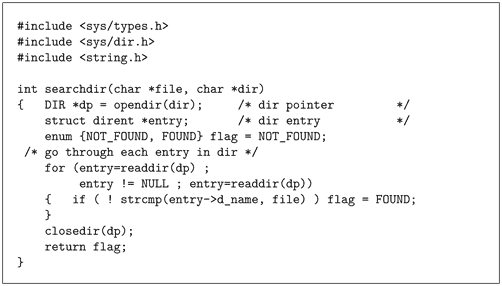 #include <sys/types.h>
#include <sys/dir.h>
#include <string.h>

int searchdir(char *file, char *dir)
{   DIR *dp = opendir(dir);     /* dir pointer         */
    struct dirent *entry;       /* dir entry           */
    enum {NOT_FOUND, FOUND} flag = NOT_FOUND;
 /* go through each entry in dir */
    for (entry=readdir(dp) ;
         entry != NULL ; entry=readdir(dp))
    {   if ( ! strcmp(entry->d_name, file) ) flag = FOUND;
    }
    closedir(dp);
    return flag;
}